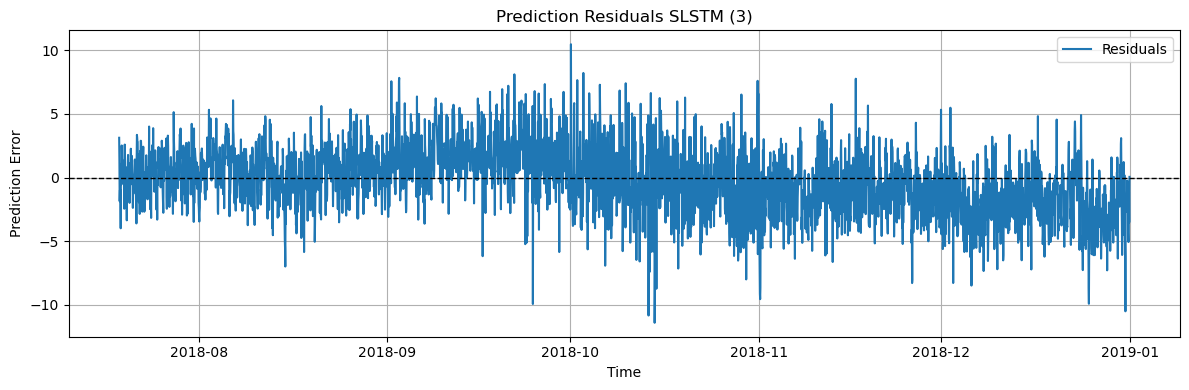 Prediction Residuals SLSTM (3)
Residuals
Prediction Error
10
5
0
−5
−10
2018-08 2018-09 2018-10 2018-11 2018-12 2019-01
Time